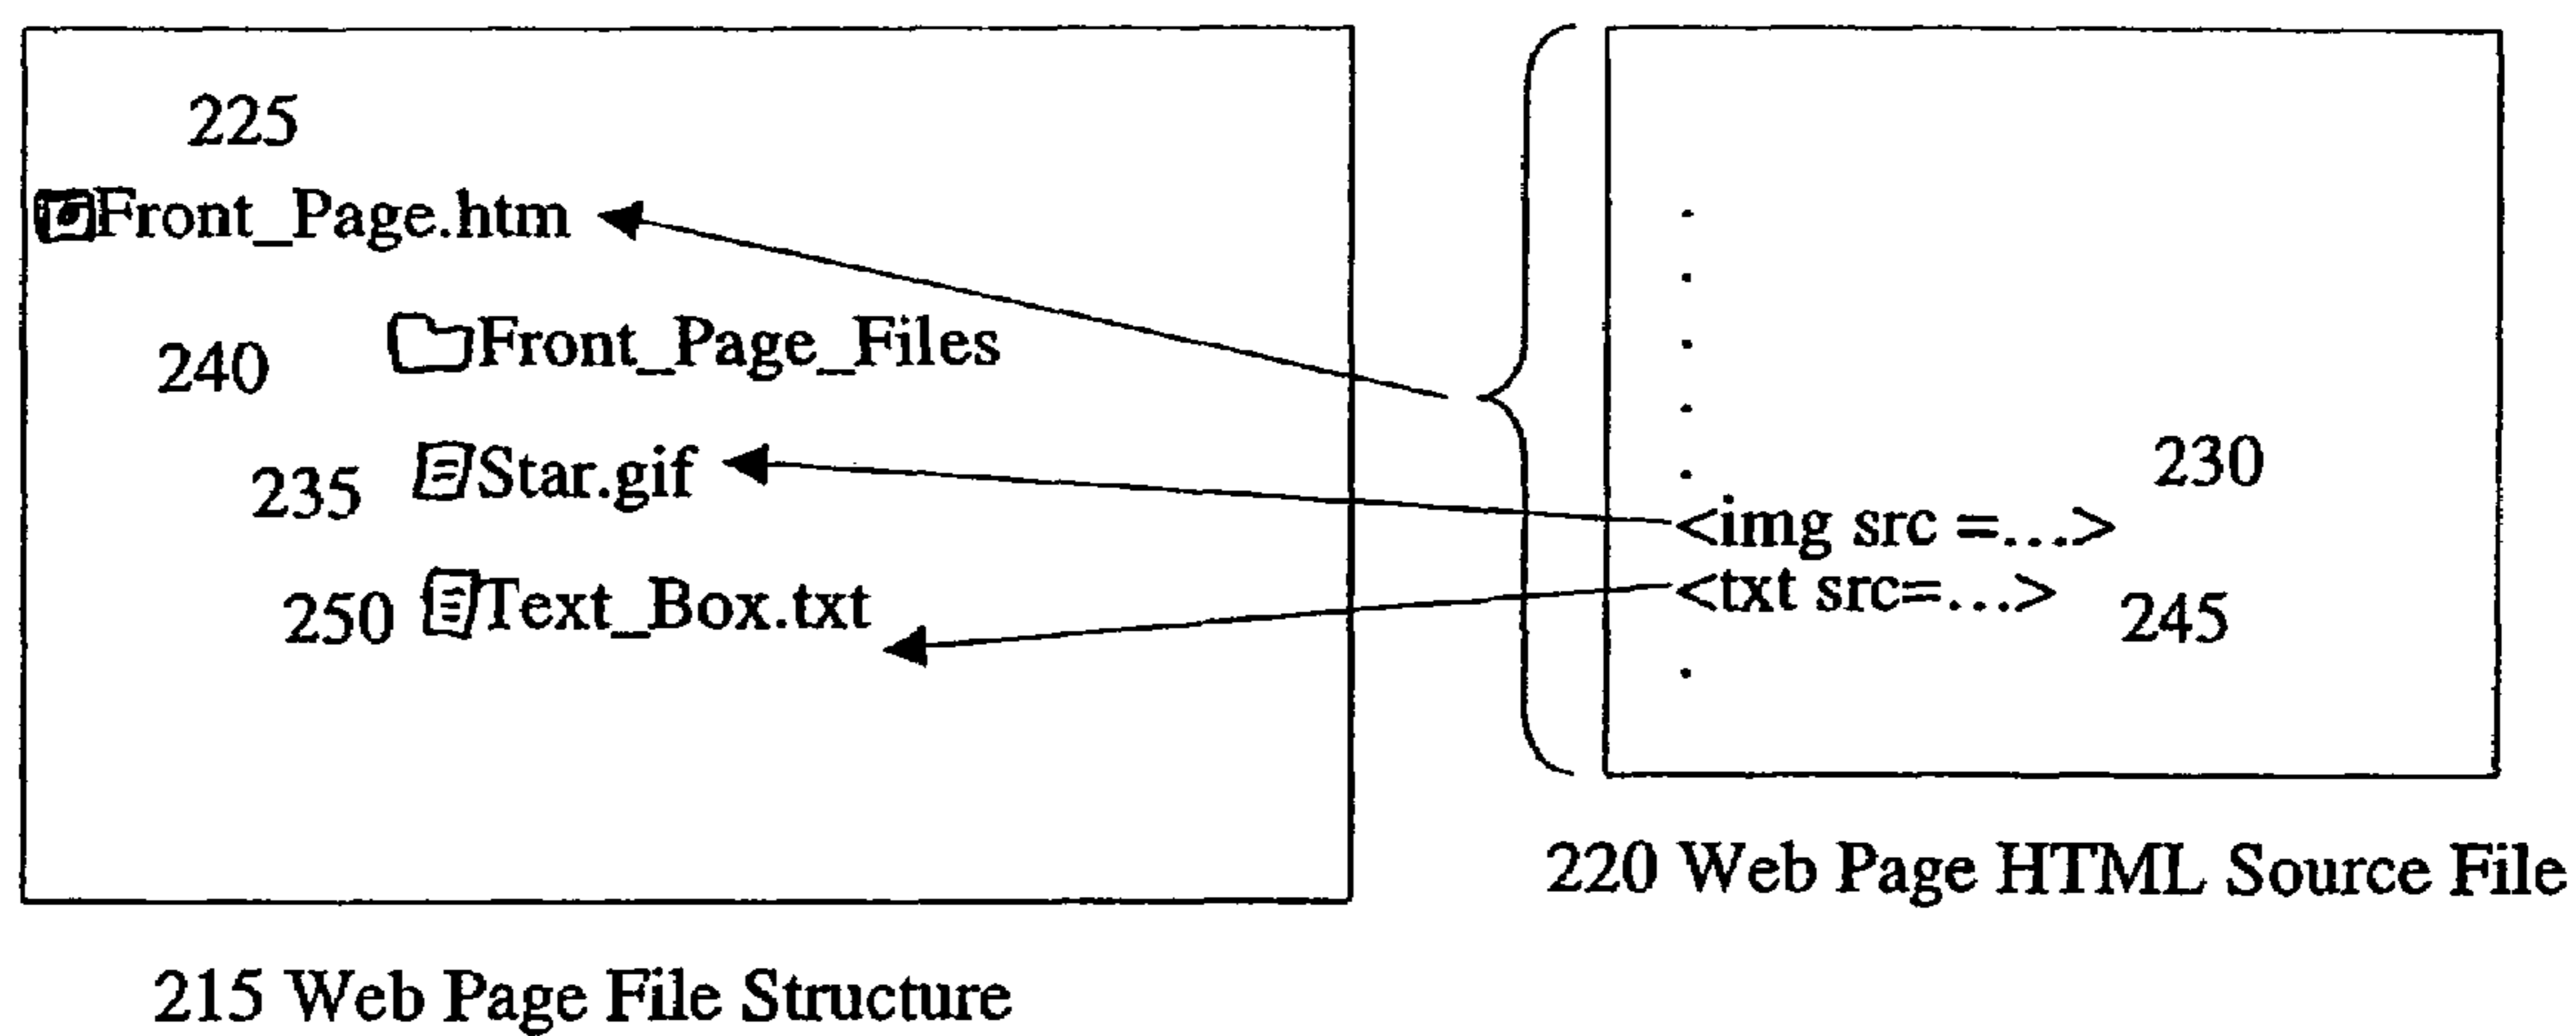 225
Front_Page.htm
240 Front_Page_Files
235 Star.gif
250 Text_Box.txt
215 Web Page File Structure
.
.
.
.
.
230
<img src =...>
<txt src=...>
245
.
220 Web Page HTML Source File